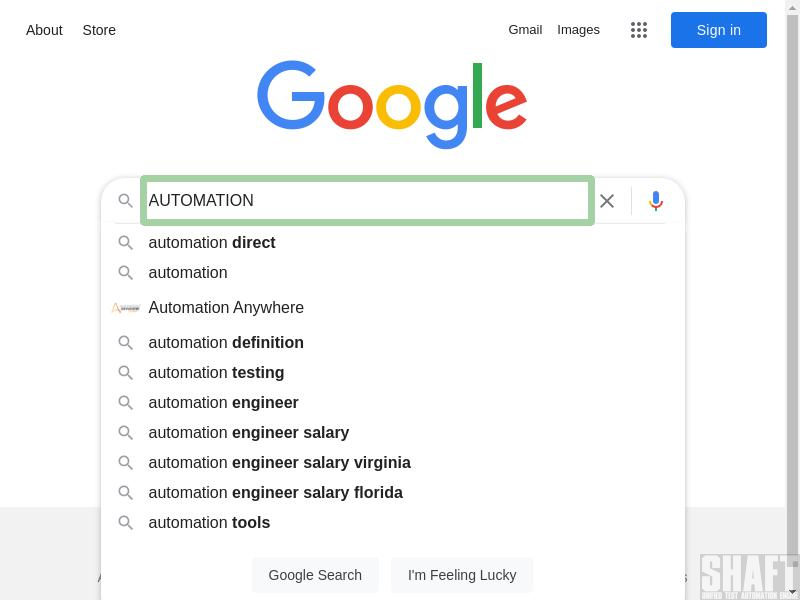 About Store Gmail Images Sign in
Google
AUTOMATION
automation direct
automation
Automation Anywhere
automation definition
automation testing
automation engineer
automation engineer salary
automation engineer salary virginia
automation engineer salary florida
automation tools
Google Search I'm Feeling Lucky
SHAFT